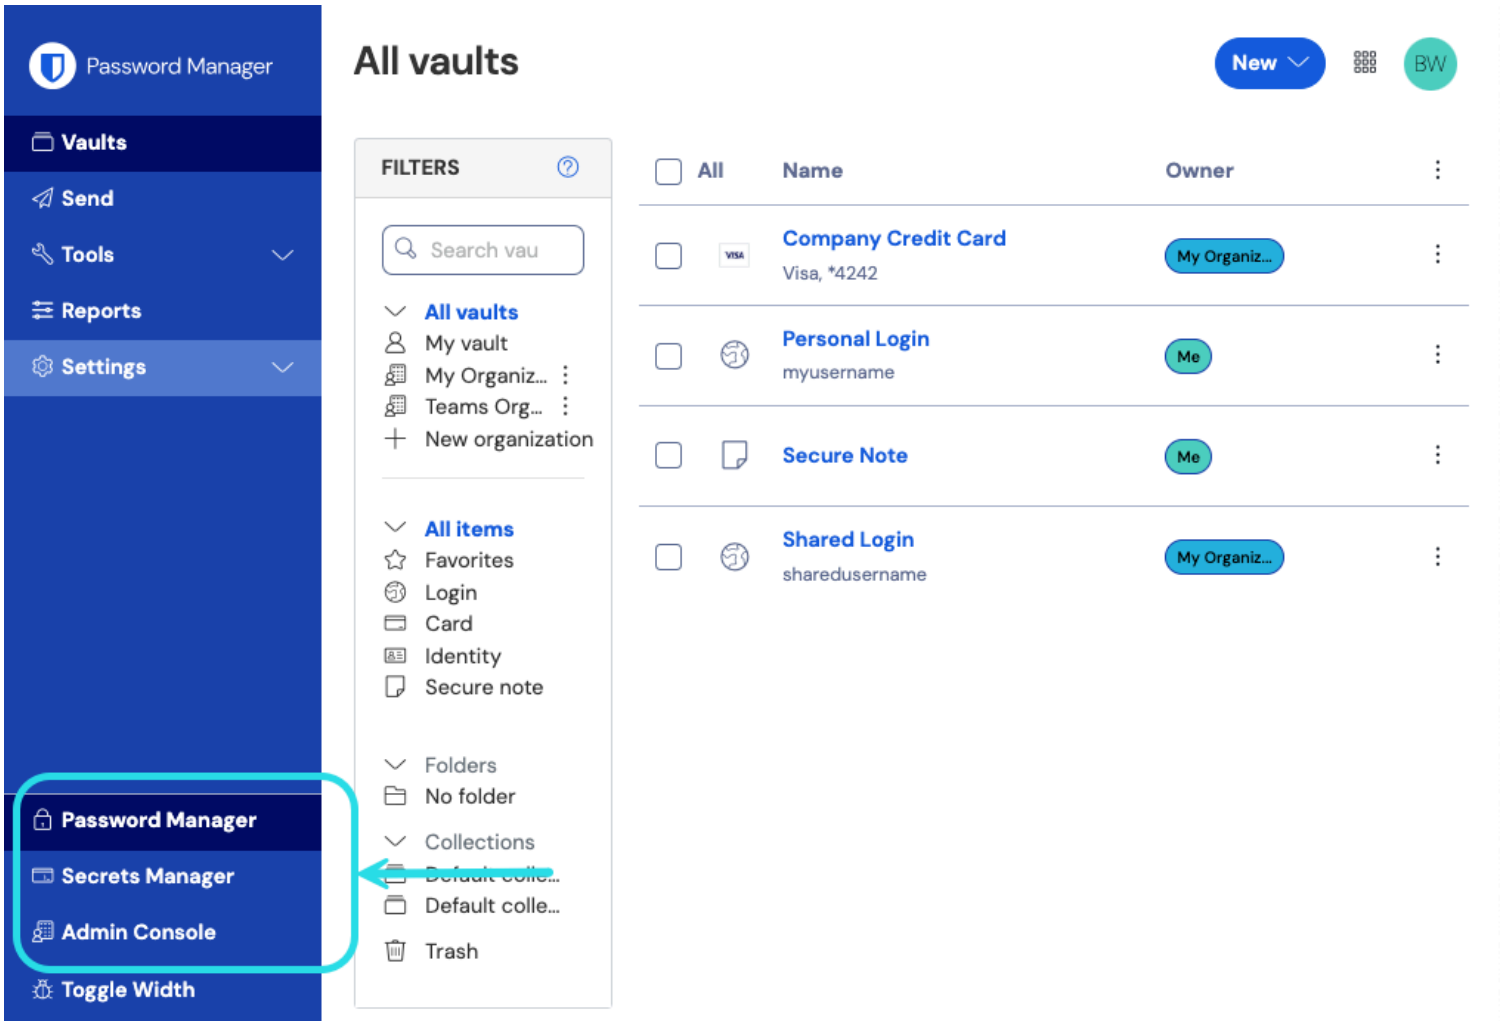 Password Manager
Vaults
Send
Tools
Reports
Settings
Password Manager
Secrets Manager
Admin Console
Toggle Width
All vaults
New
BW
FILTERS
?
Search vau
All vaults
My vault
My Organiz...
Teams Org...
New organization
All items
Favorites
Login
Card
Identity
Secure note
Folders
No folder
Collections
Default colle...
Default colle...
Trash
All Name Owner
VISA
Company Credit Card
Visa, *4242
My Organiz...
Personal Login
myusername
Me
Secure Note
Me
Shared Login
sharedusername
My Organiz...